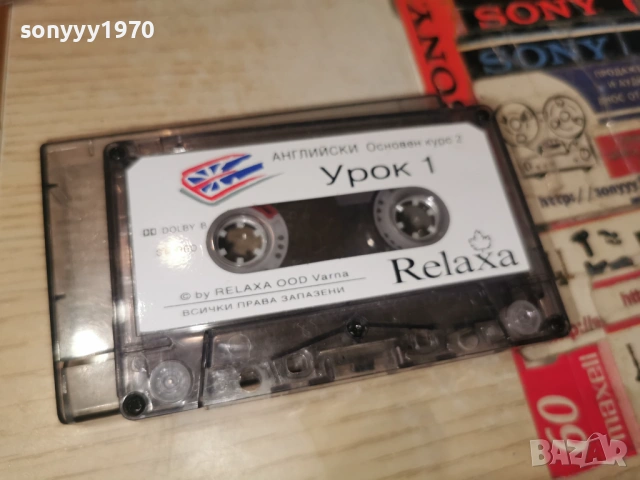 sonyyy1970
SONY
SONY
SONY
АНГЛИЙСКИ Основен курс 2
Урок 1
DOLBY B
Relaxa
© by RELAXA OOD Varna
ВСИЧКИ ПРАВА ЗАПАЗЕНИ
maxell
60
BAZAR